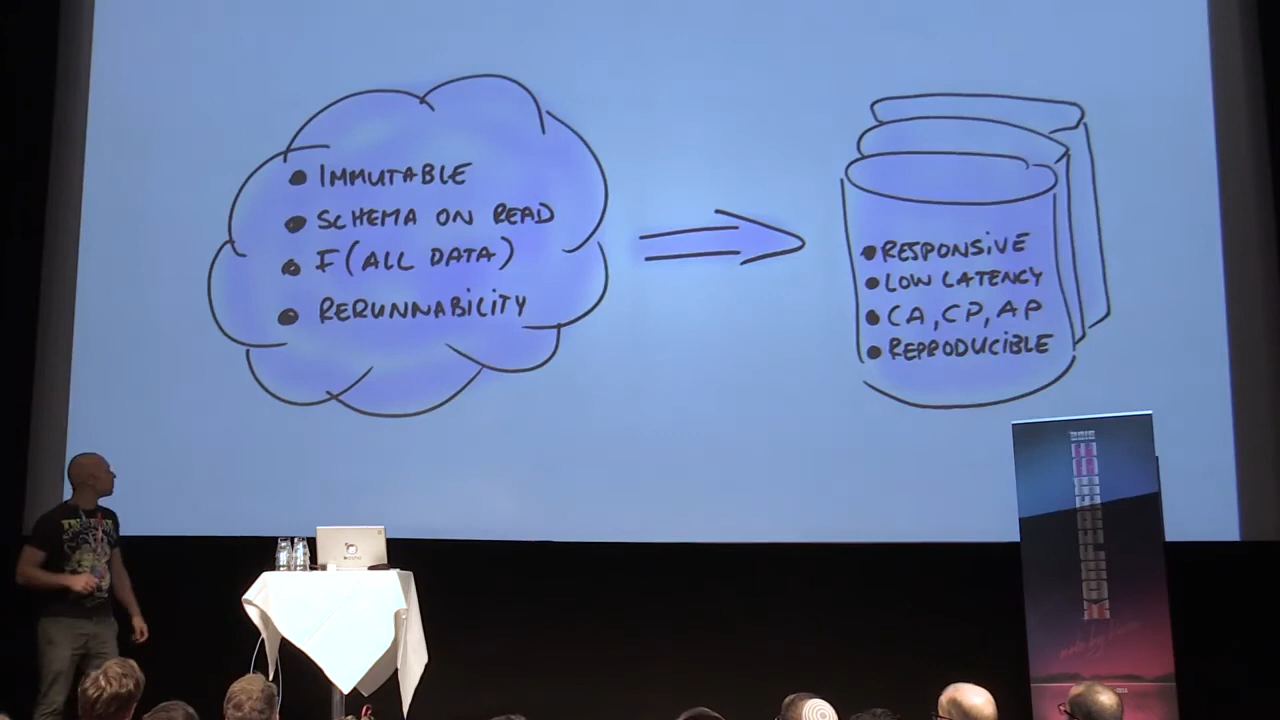 • IMMUTABLE
• SCHEMA ON READ
• F(ALL DATA)
• RERUNNABILITY
• RESPONSIVE
• LOW LATENCY
• CA, CP, AP
• REPRODUCIBLE